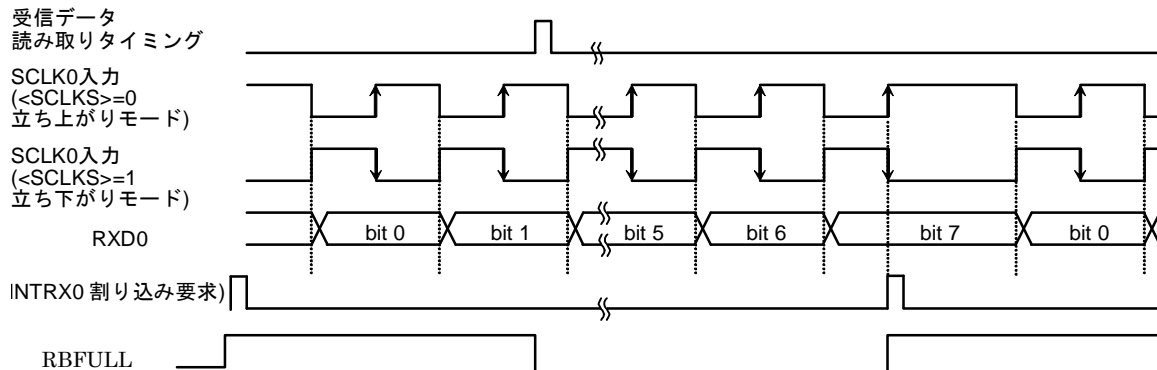 受信データ
読み取りタイミング
SCLK0入力
(<SCLKS>=0
立ち上がりモード)
SCLK0入力
(<SCLKS>=1
立ち下がりモード)
RXD0 bit 0 bit 1 bit 5 bit 6 bit 7 bit 0
INTRX0 割り込み要求)
RBFULL